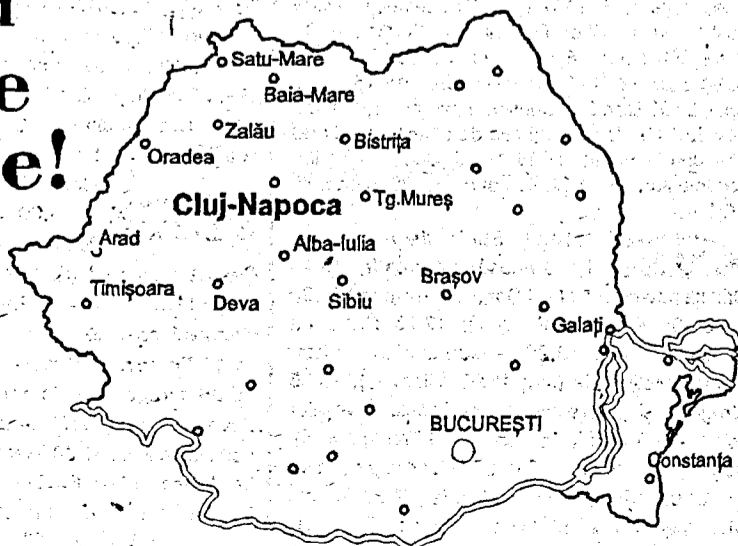 e!
Satu-Mare
Baia-Mare
Zalău
Bistrița
Oradea
Cluj-Napoca
Tg.Mureș
Arad
Alba-Iulia
Timișoara
Deva
Sibiu
Brașov
Galați
BUCUREȘTI
Constanța